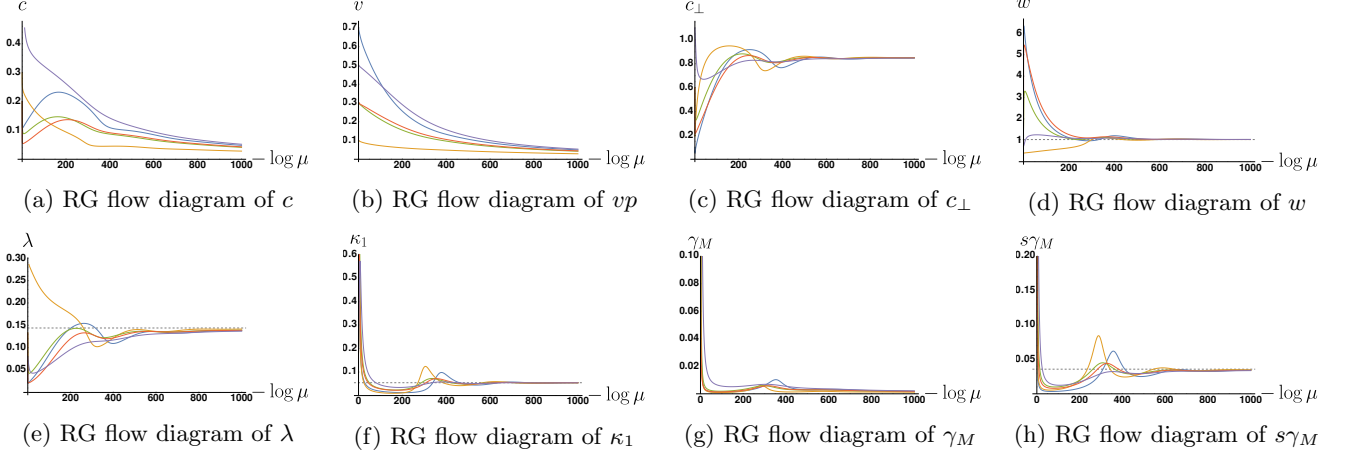 c
0.4
0.3
0.2
0.1
200 400 600 800 1000
− log μ
(a) RG flow diagram of c
v
0.7
0.6
0.5
0.4
0.3
0.2
0.1
200 400 600 800 1000
− log μ
(b) RG flow diagram of vp
c⊥
1.0
0.8
0.6
0.4
0.2
200 400 600 800 1000
− log μ
(c) RG flow diagram of c⊥
w
6
5
4
3
2
1
0
200 400 600 800 1000
− log μ
(d) RG flow diagram of w
λ
0.30
0.25
0.20
0.15
0.10
0.05
0 200 400 600 800 1000
− log μ
(e) RG flow diagram of λ
κ₁
0.6
0.5
0.4
0.3
0.2
0.1
0 200 400 600 800 1000
− log μ
(f) RG flow diagram of κ₁
γ_M
0.10
0.08
0.06
0.04
0.02
0 200 400 600 800 1000
− log μ
(g) RG flow diagram of γ_M
sγ_M
0.20
0.15
0.10
0.05
0 200 400 600 800 1000
− log μ
(h) RG flow diagram of sγ_M